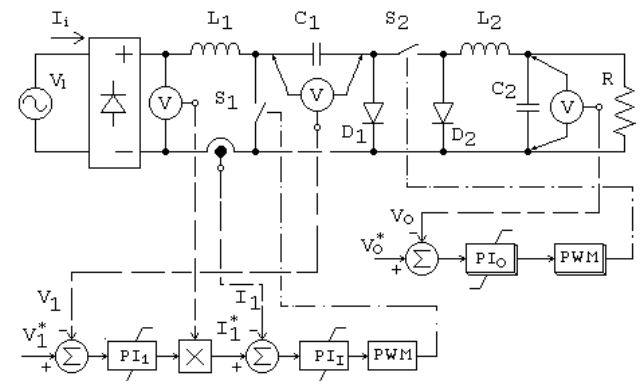 I_i L_1 C_1 S_2 L_2
+
V_i V S_1 V C_2 V R
D_1 D_2
−
V_o
V_o^* − + Σ PI_O PWM
V_1 I_1
V_1^* − + Σ PI_1 × I_1^* − + Σ PI_I PWM